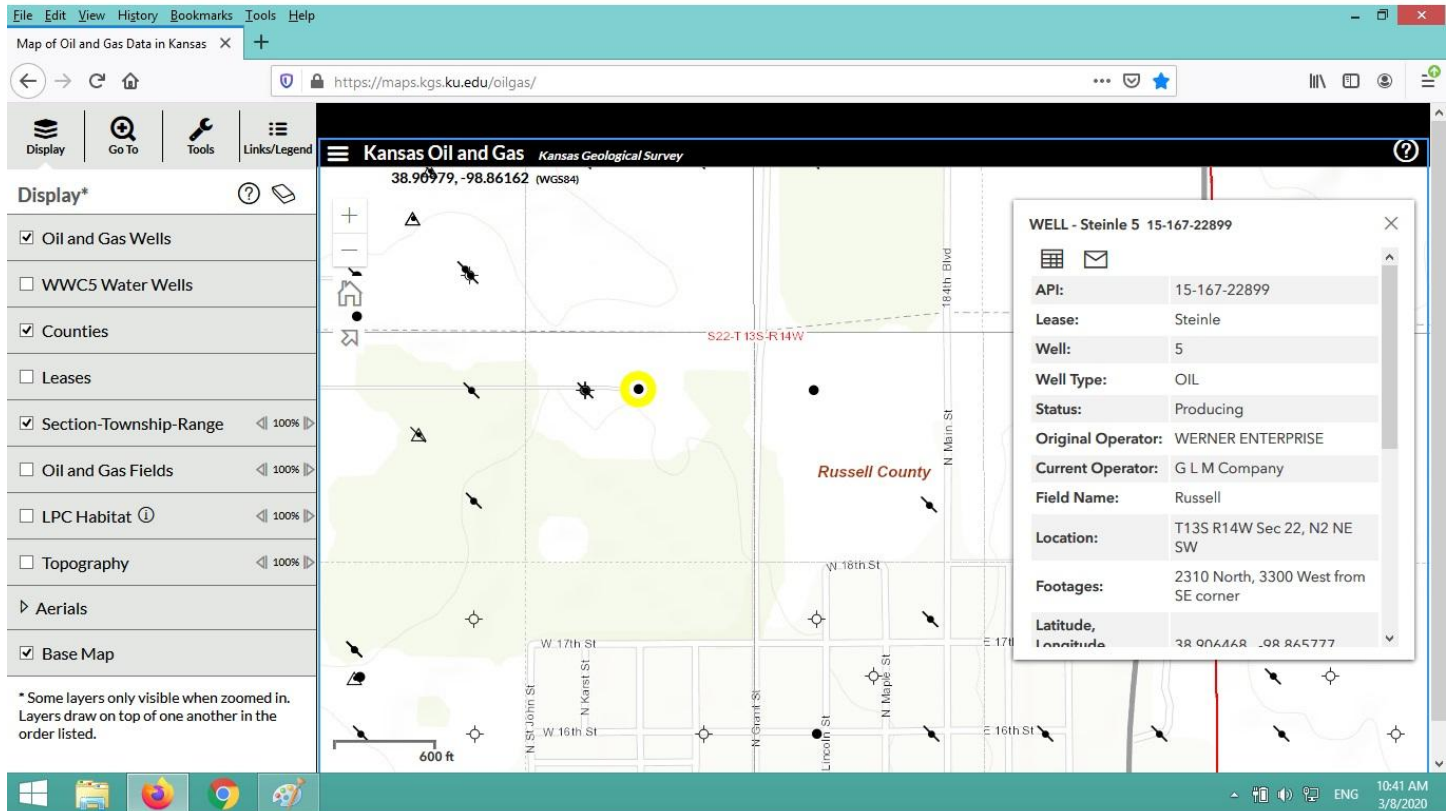 File Edit View History Bookmarks Tools Help
Map of Oil and Gas Data in Kansas
https://maps.kgs.ku.edu/oilgas/
Display Go To Tools Links/Legend
Kansas Oil and Gas Kansas Geological Survey
38.90979, -98.86162 (WGS84)
Display*
Oil and Gas Wells
WWC5 Water Wells
Counties
Leases
Section-Township-Range 100%
Oil and Gas Fields 100%
LPC Habitat 100%
Topography 100%
Aerials
Base Map
* Some layers only visible when zoomed in.
Layers draw on top of one another in the
order listed.
184th Blvd
S22-T13S-R14W
N Main St
Russell County
W 18th St
W 17th St
E 17t
N St John St
N Karst St
N Grant St
Lincoln St
N Maple St
W 16th St
E 16th St
600 ft
WELL - Steinle 5 15-167-22899
API: 15-167-22899
Lease: Steinle
Well: 5
Well Type: OIL
Status: Producing
Original Operator: WERNER ENTERPRISE
Current Operator: G L M Company
Field Name: Russell
Location: T13S R14W Sec 22, N2 NE
SW
Footages: 2310 North, 3300 West from
SE corner
Latitude,
Longitude 38.906468, -98.865777
ENG
10:41 AM
3/8/2020